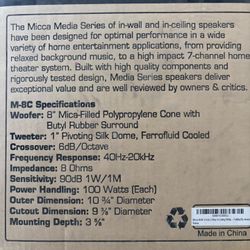 The Micca Media Series of in-wall and in-ceiling speakers
have been designed for optimal performance in a wide
variety of home entertainment applications, from providing
relaxed background music, to a high impact 7-channel home
theater system. Built with high quality components and
rigorously tested design, Media Series speakers deliver
exceptional value and are well reviewed by owners & critics.
M-8C Specifications
Woofer: 8" Mica-Filled Polypropylene Cone with
Butyl Rubber Surround
Tweeter: 1" Pivoting Silk Dome, Ferrofluid Cooled
Crossover: 6dB/Octave
Frequency Response: 40Hz-20kHz
Impedance: 8 Ohms
Sensitivity: 90dB 1W/1M
Power Handling: 100 Watts (Each)
Outer Dimension: 10 ¾" Diameter
Cutout Dimension: 9 ⅜" Diameter
Mounting Depth: 3 ⅝"
Made in China